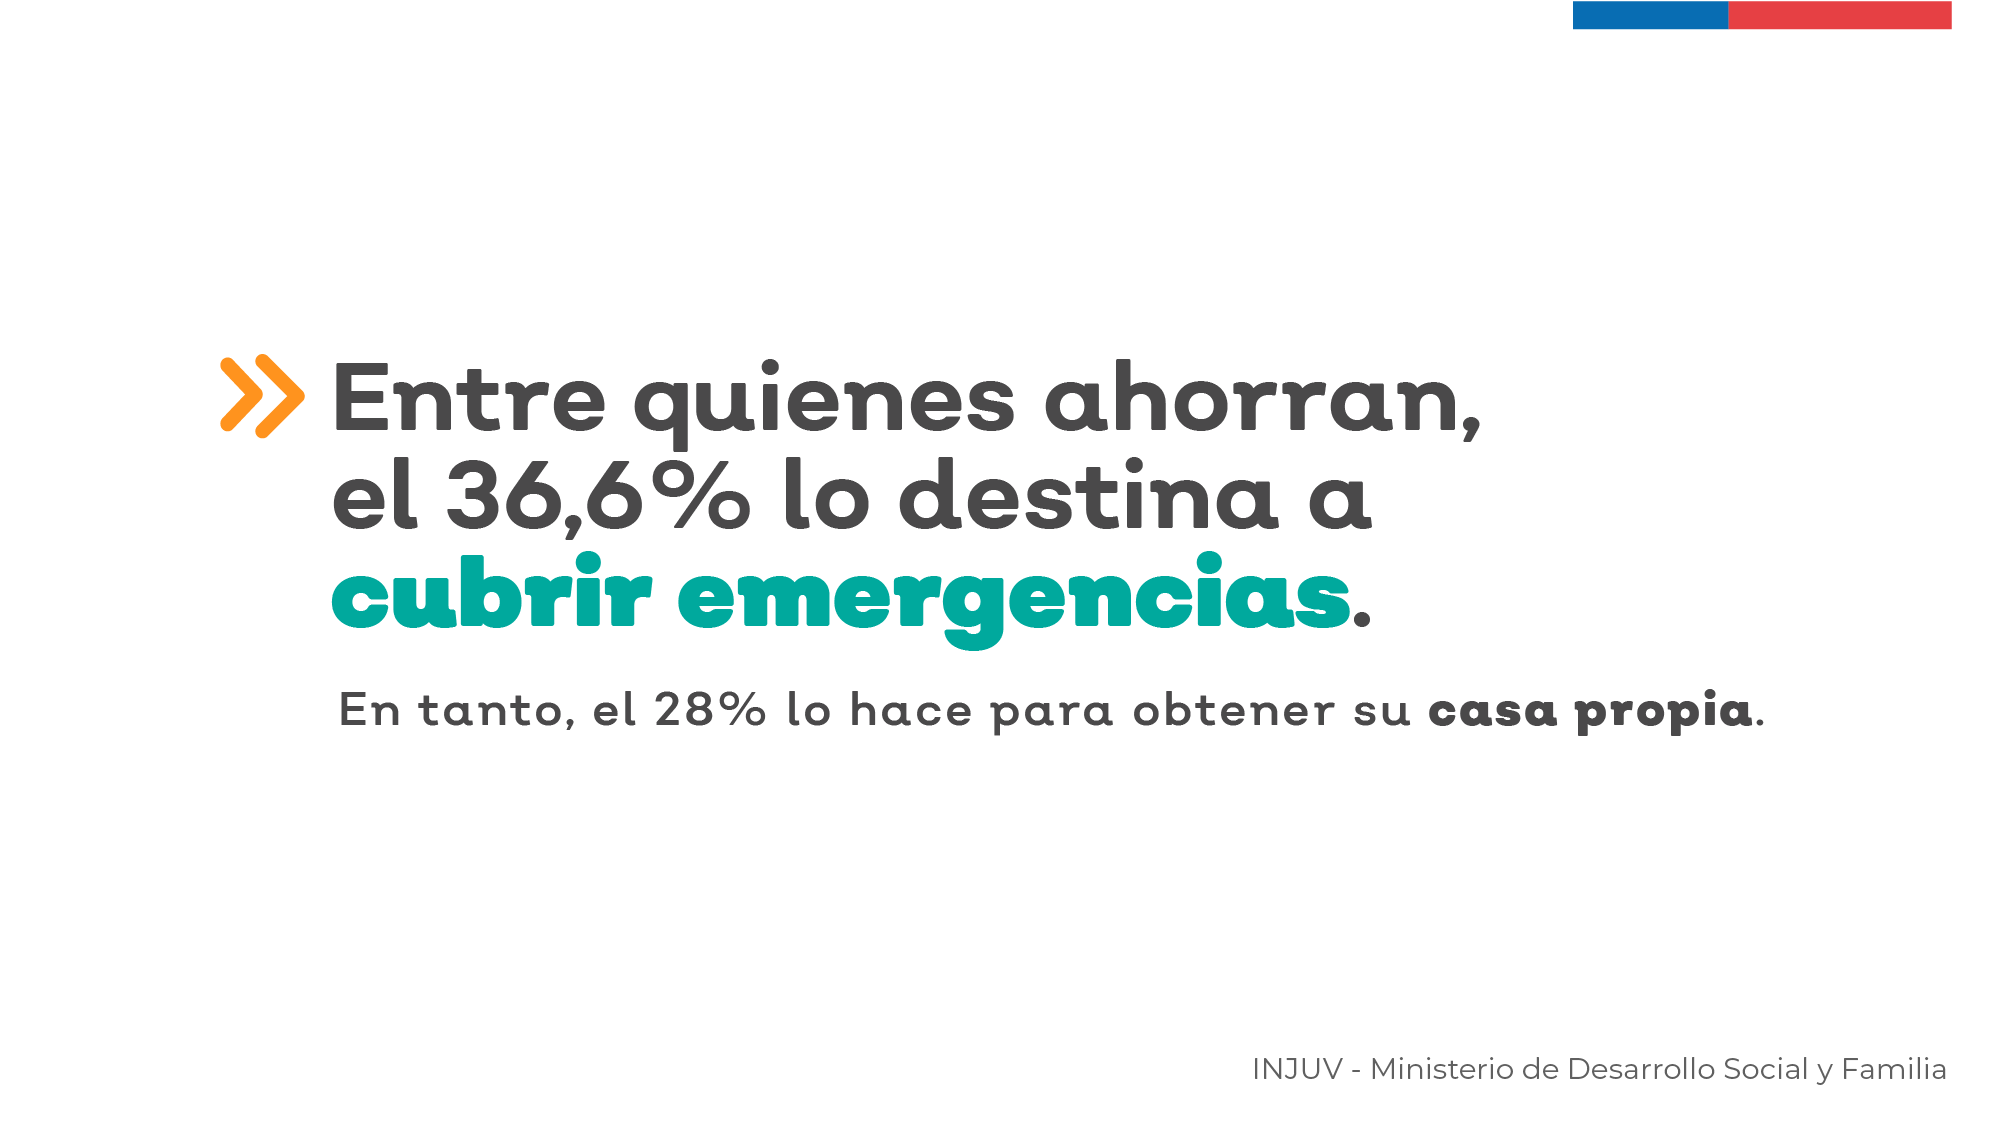 Entre quienes ahorran,
el 36,6% lo destina a
cubrir emergencias.
En tanto, el 28% lo hace para obtener su casa propia.
INJUV - Ministerio de Desarrollo Social y Familia